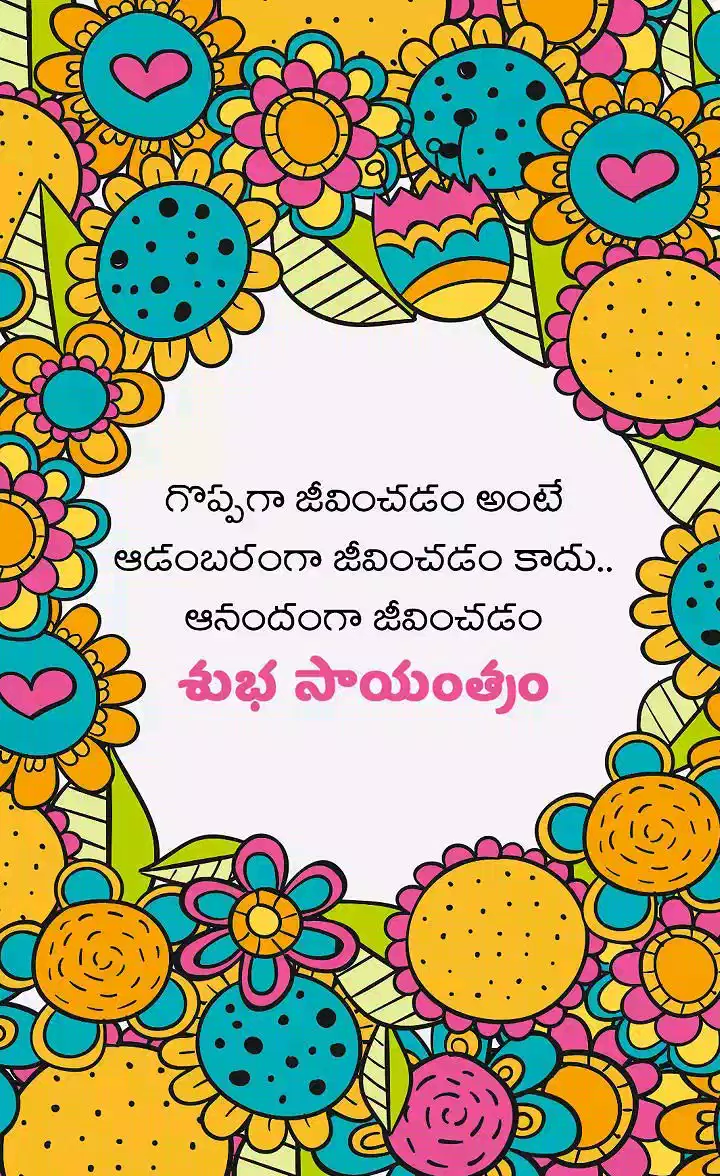 గొప్పగా జీవించడం అంటే
ఆడంబరంగా జీవించడం కాదు..
ఆనందంగా జీవించడం
శుభ సాయంత్రం